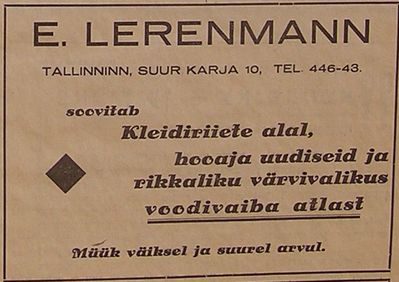 E. LERENMANN
TALLINNINN, SUUR KARJA 10, TEL. 446-43.
soovitab
Kleidiriiete alal,
hooaja uudiseid ja
rikkaliku värvivalikus
voodivaiba atlast
Müük väiksel ja suurel arvul.